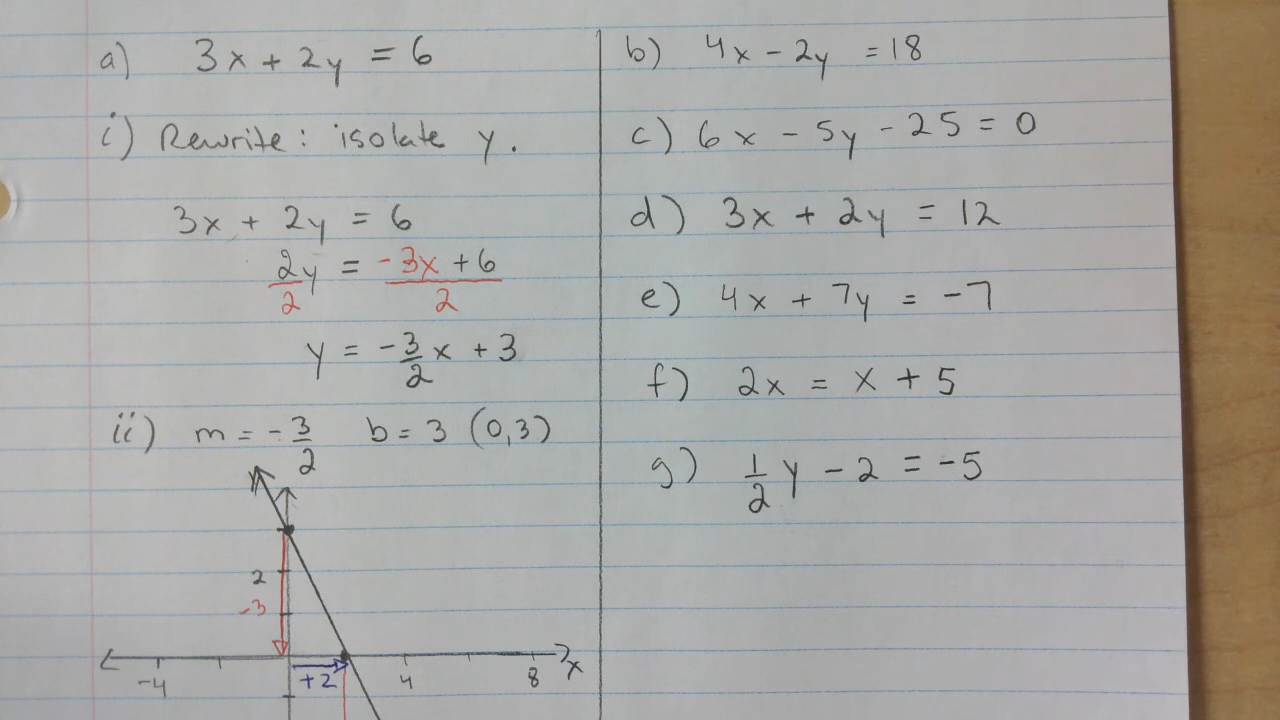 a) 3x + 2y = 6
i) Rewrite: isolate y.
3x + 2y = 6
2y/2 = (-3x + 6)/2
y = -3/2 x + 3
ii) m = -3/2 b = 3 (0,3)
y
2
-3
-4 +2 4 8 x
b) 4x - 2y = 18
c) 6x - 5y - 25 = 0
d) 3x + 2y = 12
e) 4x + 7y = -7
f) 2x = x + 5
g) 1/2 y - 2 = -5